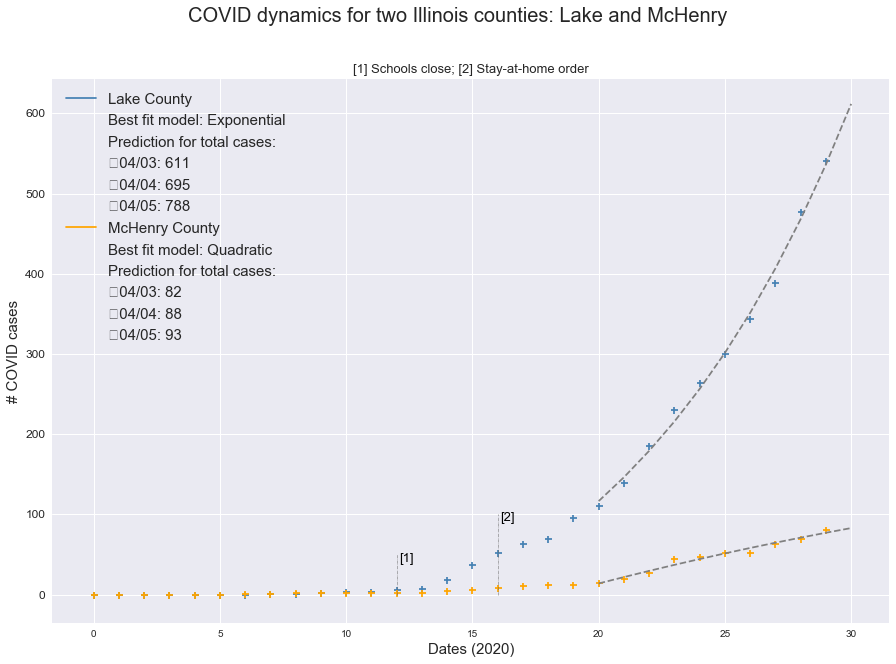 COVID dynamics for two Illinois counties: Lake and McHenry
[1] Schools close; [2] Stay-at-home order
Lake County
Best fit model: Exponential
Prediction for total cases:
04/03: 611
04/04: 695
04/05: 788
McHenry County
Best fit model: Quadratic
Prediction for total cases:
04/03: 82
04/04: 88
04/05: 93
600
500
400
300
200
100
0
# COVID cases
[1]
[2]
0 5 10 15 20 25 30
Dates (2020)